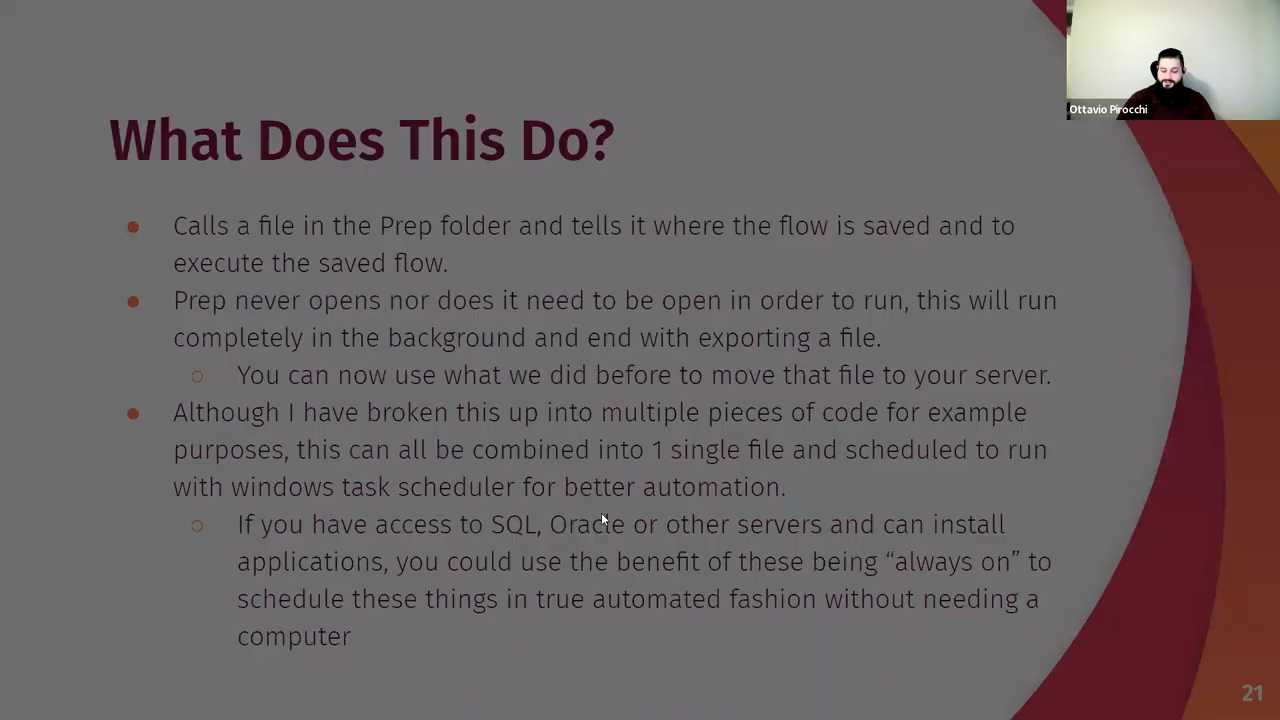 Ottavio Pirocchi
What Does This Do?
● Calls a file in the Prep folder and tells it where the flow is saved and to
execute the saved flow.
● Prep never opens nor does it need to be open in order to run, this will run
completely in the background and end with exporting a file.
○ You can now use what we did before to move that file to your server.
● Although I have broken this up into multiple pieces of code for example
purposes, this can all be combined into 1 single file and scheduled to run
with windows task scheduler for better automation.
○ If you have access to SQL, Oracle or other servers and can install
applications, you could use the benefit of these being “always on” to
schedule these things in true automated fashion without needing a
computer
21